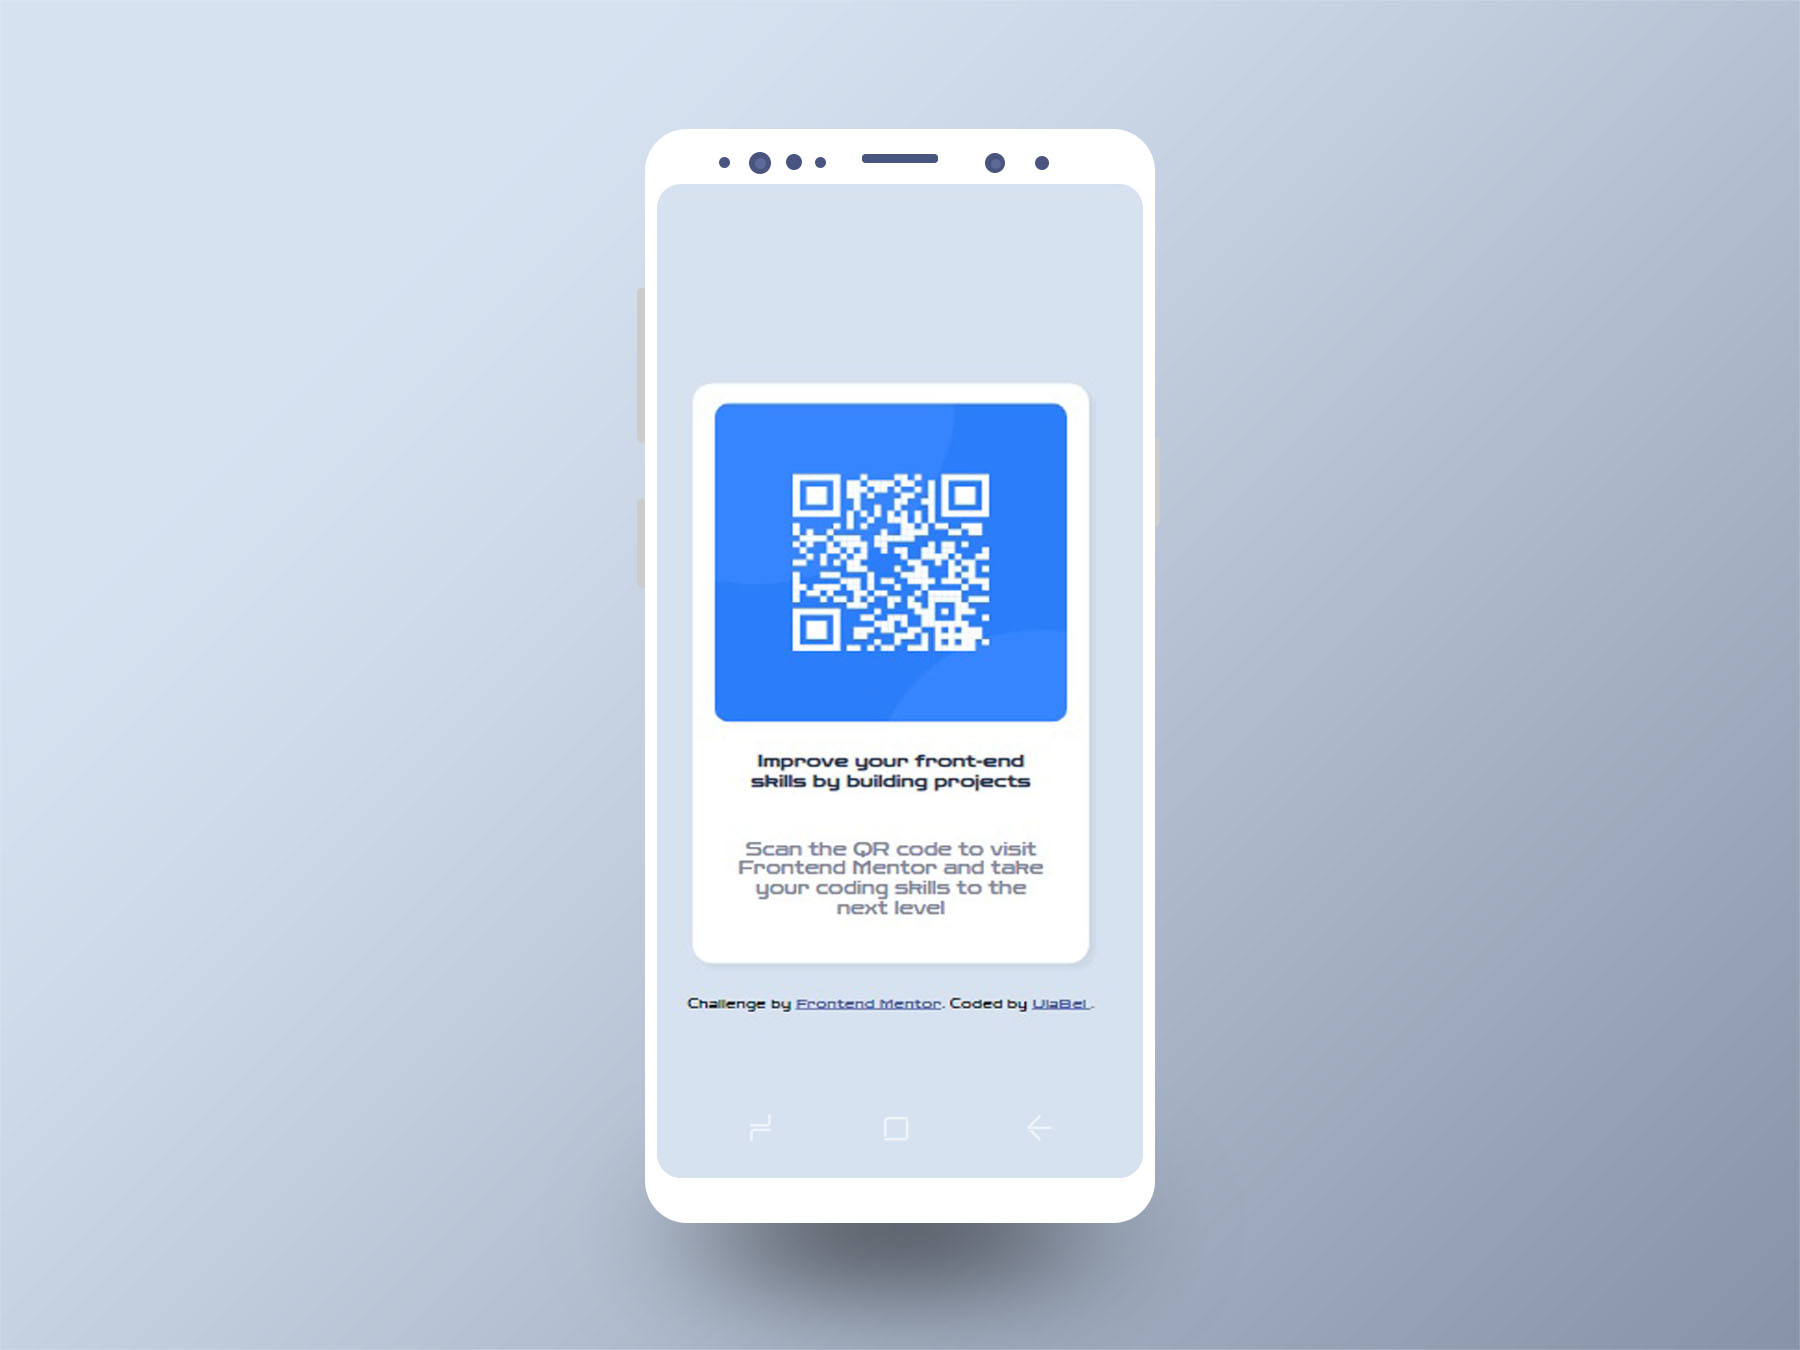 Improve your front-end
skills by building projects
Scan the QR code to visit
Frontend Mentor and take
your coding skills to the
next level
Challenge by Frontend Mentor. Coded by UlaBel .